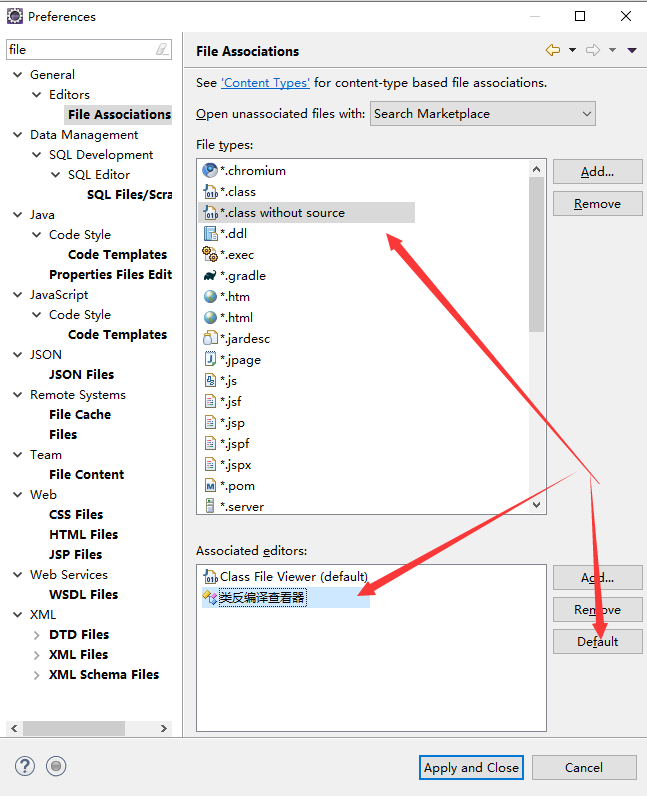 Preferences
file
General
Editors
File Associations
Data Management
SQL Development
SQL Editor
SQL Files/Scra
Java
Code Style
Code Templates
Properties Files Edit
JavaScript
Code Style
Code Templates
JSON
JSON Files
Remote Systems
File Cache
Files
Team
File Content
Web
CSS Files
HTML Files
JSP Files
Web Services
WSDL Files
XML
DTD Files
XML Files
XML Schema Files
File Associations
See 'Content Types' for content-type based file associations.
Open unassociated files with: Search Marketplace
File types:
*.chromium
*.class
*.class without source
*.ddl
*.exec
*.gradle
*.htm
*.html
*.jardesc
*.jpage
*.js
*.jsf
*.jsp
*.jspf
*.jspx
*.pom
*.server
Add...
Remove
Associated editors:
Class File Viewer (default)
类反编译查看器
Add...
Remove
Default
Apply and Close
Cancel